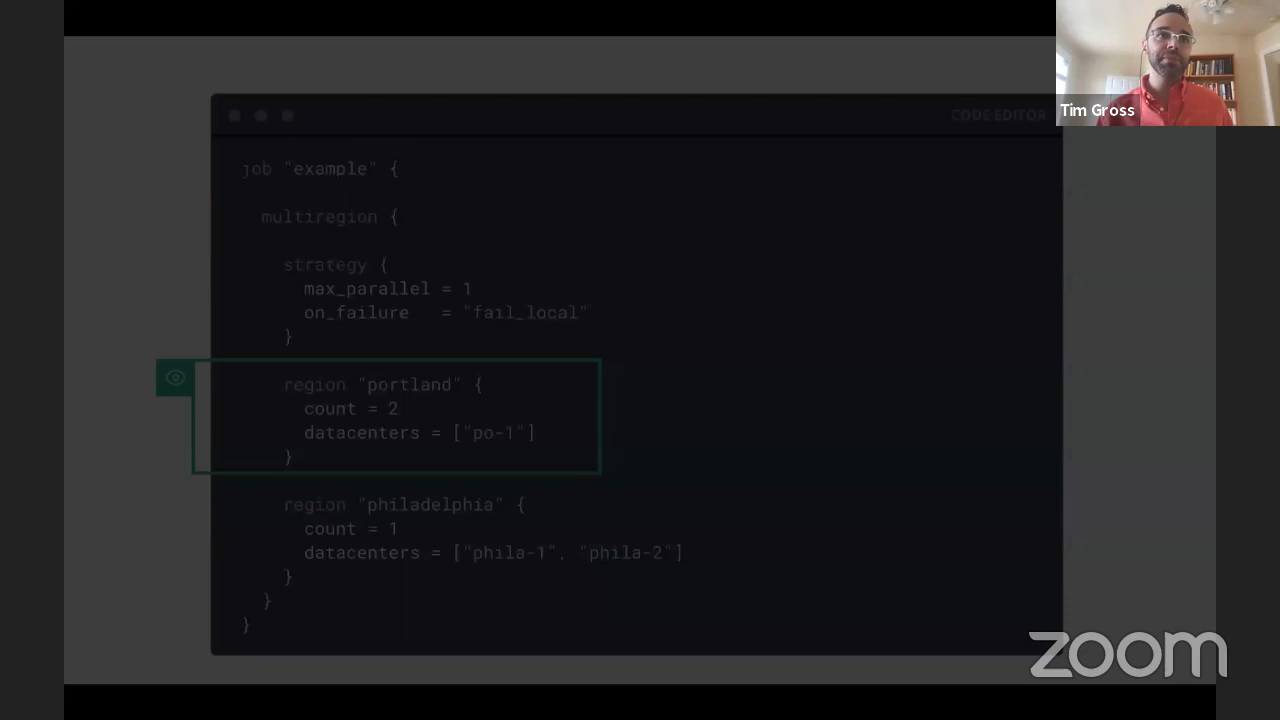 Tim Gross
CODE EDITOR
job "example" {
multiregion {
strategy {
max_parallel = 1
on_failure = "fail_local"
}
region "portland" {
count = 2
datacenters = ["po-1"]
}
region "philadelphia" {
count = 1
datacenters = ["phila-1", "phila-2"]
}
}
}
zoom